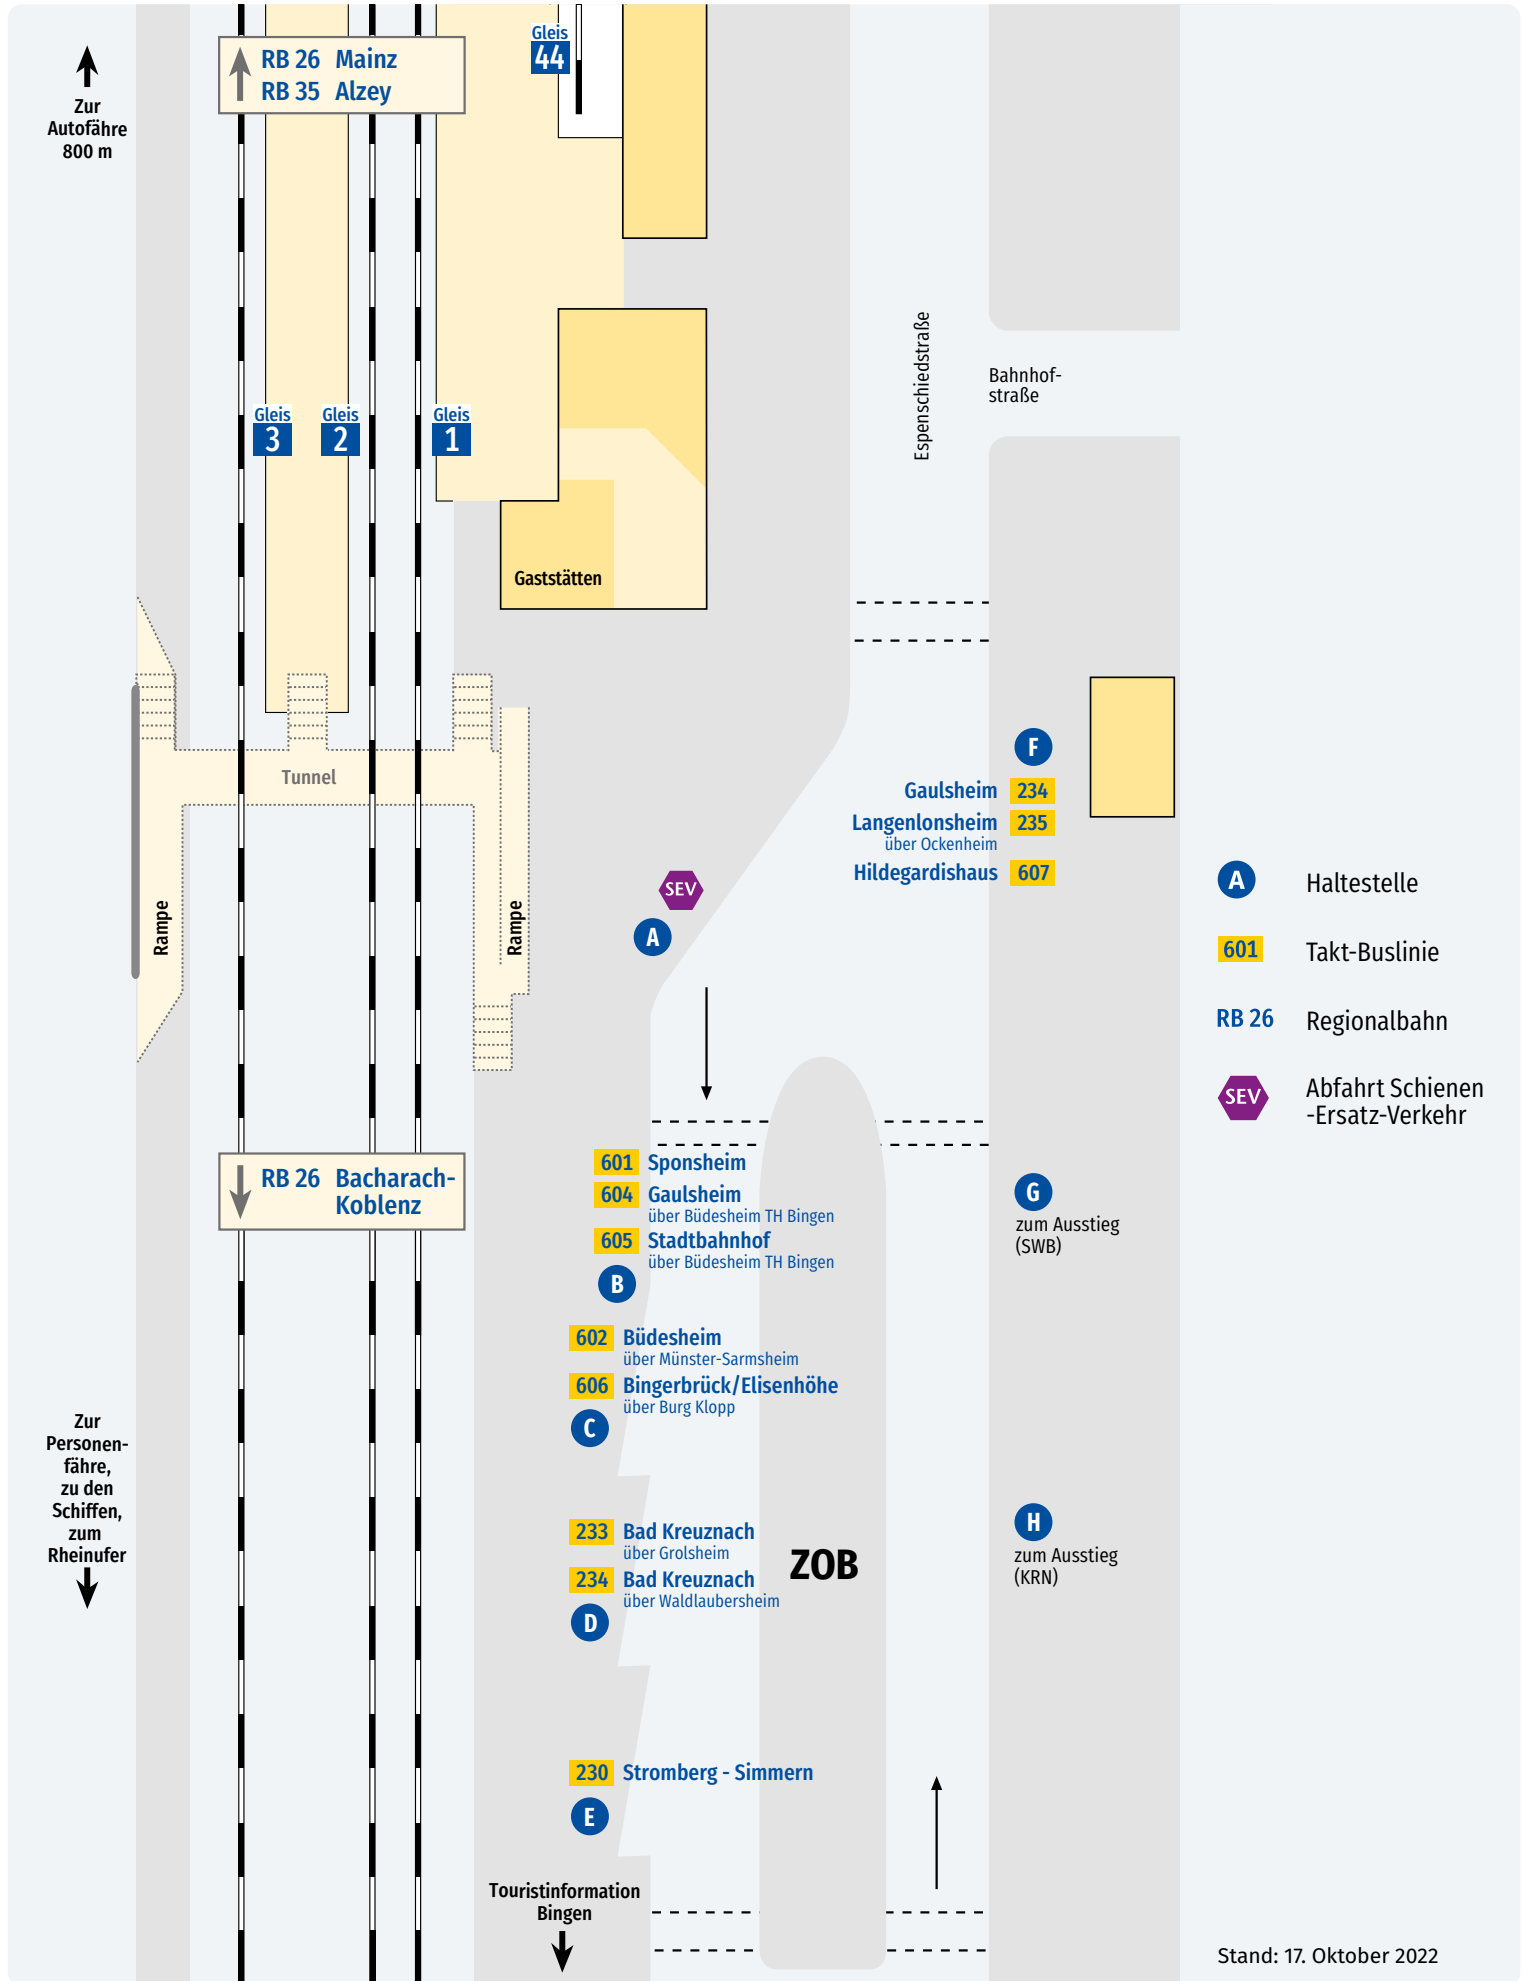 Zur
Autofähre
800 m
RB 26 Mainz
RB 35 Alzey
Gleis
44
Gleis
3
Gleis
2
Gleis
1
Espenschiedstraße
Bahnhof-
straße
Gaststätten
Tunnel
Rampe
Rampe
SEV
A
F
Gaulsheim 234
Langenlonsheim 235
über Ockenheim
Hildegardishaus 607
A Haltestelle
601 Takt-Buslinie
RB 26 Regionalbahn
SEV Abfahrt Schienen
-Ersatz-Verkehr
RB 26 Bacharach-
Koblenz
601 Sponsheim
604 Gaulsheim
über Büdesheim TH Bingen
605 Stadtbahnhof
über Büdesheim TH Bingen
B
G
zum Ausstieg
(SWB)
602 Büdesheim
über Münster-Sarmsheim
606 Bingerbrück/Elisenhöhe
über Burg Klopp
C
Zur
Personen-
fähre,
zu den
Schiffen,
zum
Rheinufer
233 Bad Kreuznach
über Grolsheim
234 Bad Kreuznach
über Waldlaubersheim
D
ZOB
H
zum Ausstieg
(KRN)
230 Stromberg - Simmern
E
Touristinformation
Bingen
Stand: 17. Oktober 2022